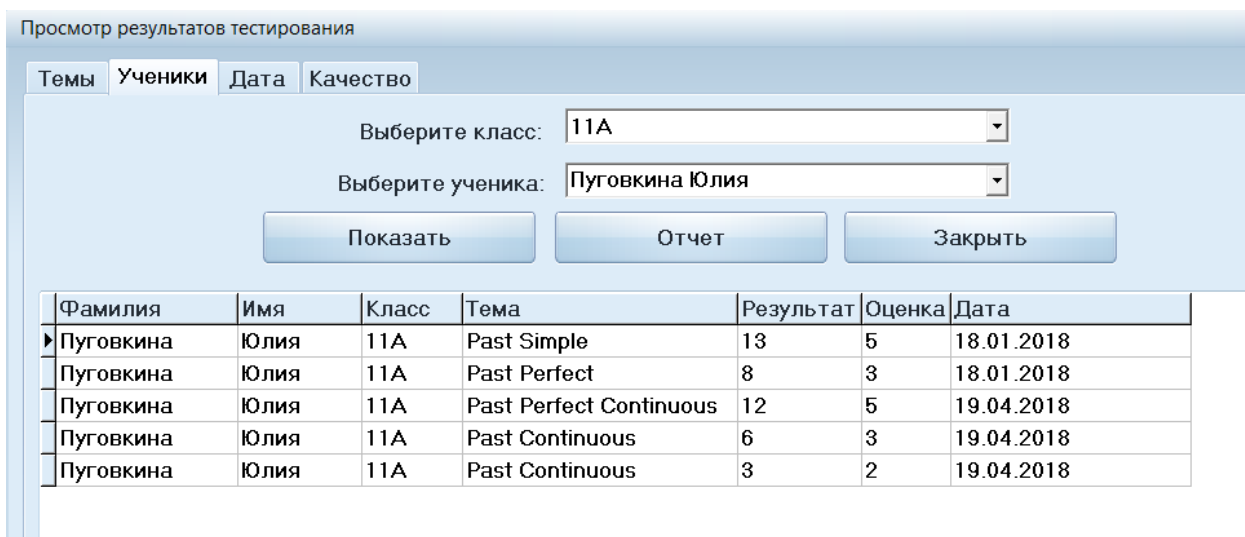 Просмотр результатов тестирования
Темы Ученики Дата Качество
Выберите класс: 11А
Выберите ученика: Пуговкина Юлия
Показать Отчет Закрыть
Фамилия Имя Класс Тема Результат Оценка Дата
Пуговкина Юлия 11А Past Simple 13 5 18.01.2018
Пуговкина Юлия 11А Past Perfect 8 3 18.01.2018
Пуговкина Юлия 11А Past Perfect Continuous 12 5 19.04.2018
Пуговкина Юлия 11А Past Continuous 6 3 19.04.2018
Пуговкина Юлия 11А Past Continuous 3 2 19.04.2018